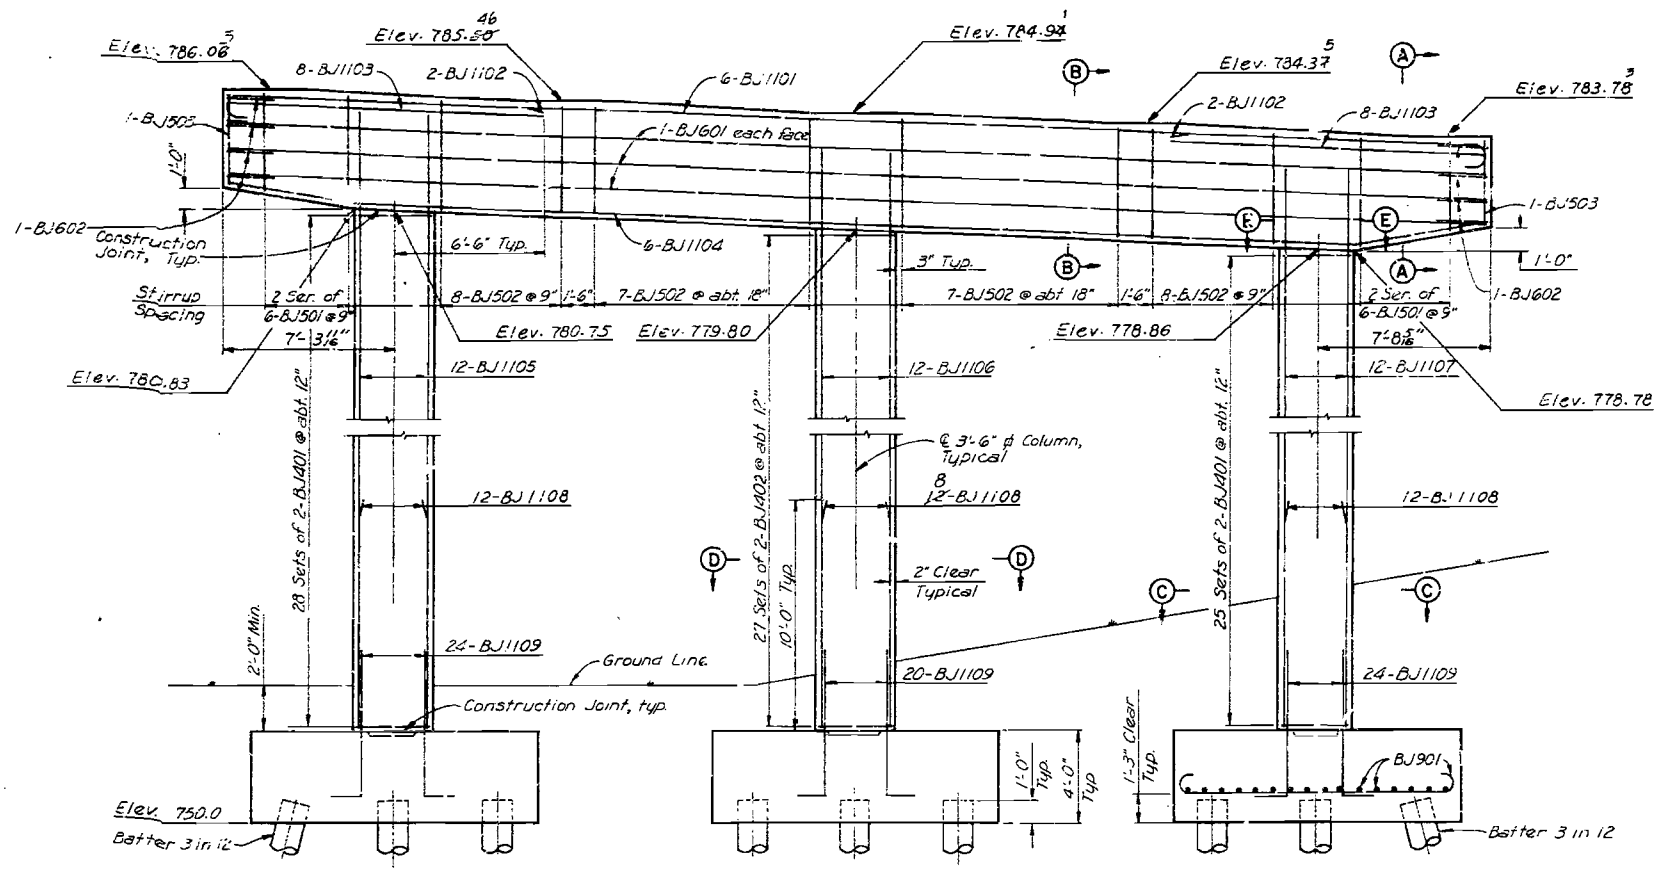 46
Elev. 785.50
5
Elev. 786.06
1
Elev. 784.94
5
Elev. 784.37
3
Elev. 783.78
A
B
8-BJ1103
2-BJ1102
6-BJ1101
2-BJ1102
8-BJ1103
1-BJ503
1-BJ601 each face
1'-0"
1-BJ602
Construction
Joint, Typ.
6'-6" Typ.
6-BJ1104
3" Typ.
B
E
E
A
1-BJ503
1'-0"
1-BJ602
Stirrup
Spacing
2 Ser. of
6-BJ501 @ 9"
8-BJ502 @ 9"
1'-6"
7-BJ502 @ abt. 18"
7-BJ502 @ abt 18"
1'-6"
8-BJ502 @ 9"
2 Ser. of
6-BJ501 @ 9"
7'-3 11/16"
Elev. 780.75
Elev. 779.80
Elev. 778.86
7'-8 5/16"
Elev. 780.83
12-BJ1105
12-BJ1106
12-BJ1107
Elev. 778.78
28 Sets of 2-BJ401 @ abt. 12"
27 Sets of 2-BJ402 @ abt. 12"
25 Sets of 2-BJ401 @ abt. 12"
℄ 3'-6" ϕ Column,
Typical
8
12-BJ1108
12-BJ1108
12-BJ1108
D
D
2" Clear
Typical
C
C
10'-0" Typ.
2'-0" Min.
24-BJ1109
Ground Line
20-BJ1109
24-BJ1109
Construction Joint, typ.
1'-0"
Typ.
4'-0"
Typ
1'-3" Clear
Typ.
BJ901
Elev. 750.0
Batter 3 in 12
Batter 3 in 12